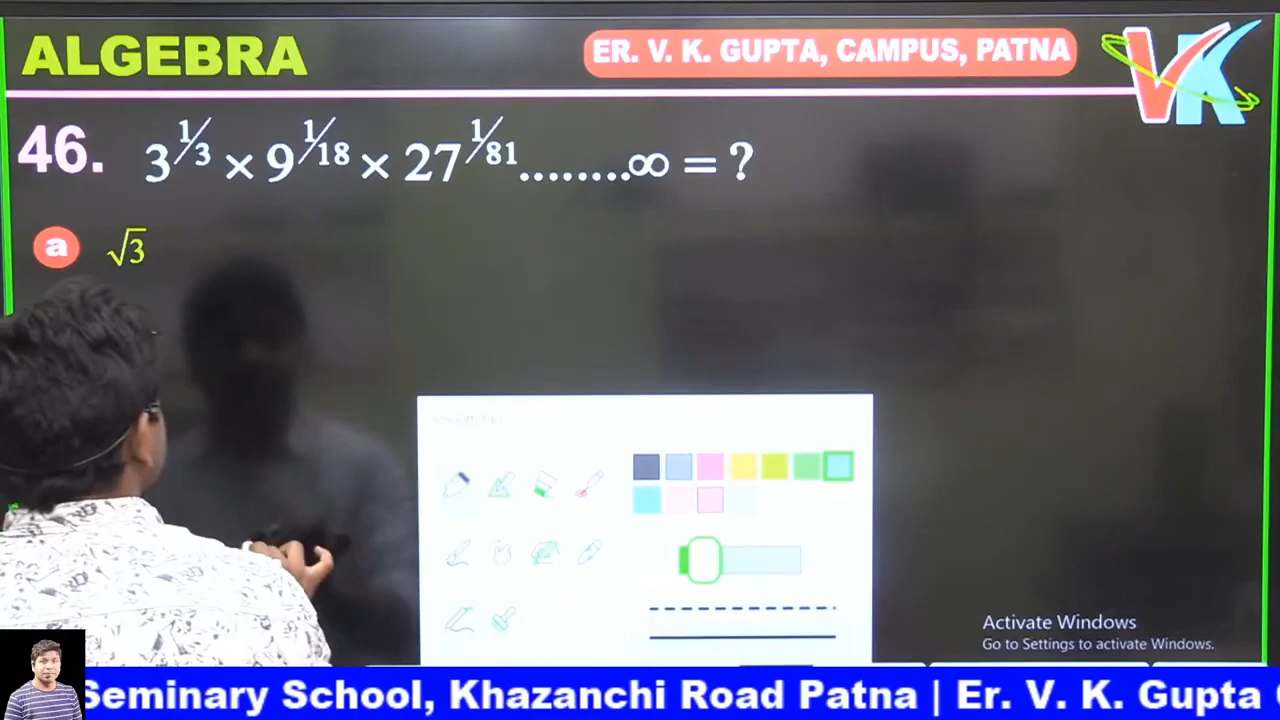 ALGEBRA
ER. V. K. GUPTA, CAMPUS, PATNA
VK
46. 3^{1/3} × 9^{1/18} × 27^{1/81}........∞ = ?
a √3
Activate Windows
Go to Settings to activate Windows.
Seminary School, Khazanchi Road Patna | Er. V. K. Gupta